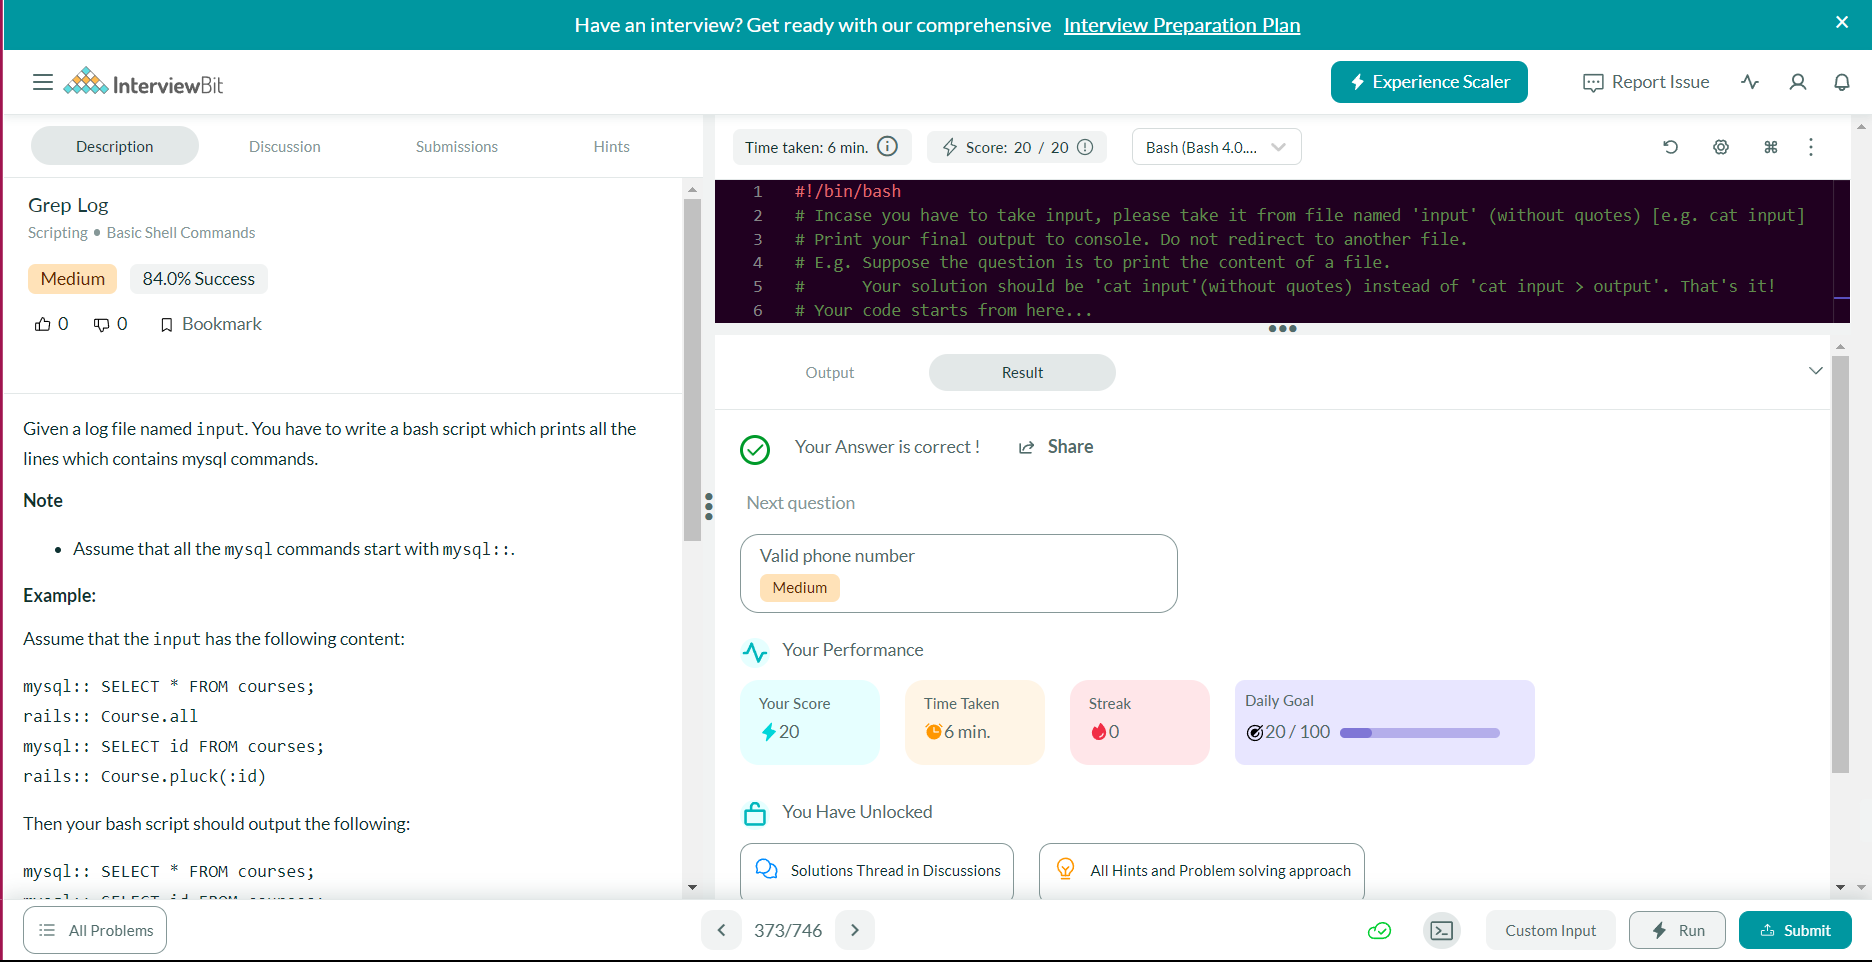 Have an interview? Get ready with our comprehensive Interview Preparation Plan
InterviewBit
Experience Scaler
Report Issue
Description
Discussion
Submissions
Hints
Time taken: 6 min.
Score: 20 / 20
Bash (Bash 4.0....
Grep Log
Scripting • Basic Shell Commands
Medium
84.0% Success
0
0
Bookmark
1 #!/bin/bash
2 # Incase you have to take input, please take it from file named 'input' (without quotes) [e.g. cat input]
3 # Print your final output to console. Do not redirect to another file.
4 # E.g. Suppose the question is to print the content of a file.
5 # Your solution should be 'cat input'(without quotes) instead of 'cat input > output'. That's it!
6 # Your code starts from here...
Given a log file named input. You have to write a bash script which prints all the
lines which contains mysql commands.
Note
• Assume that all the mysql commands start with mysql::.
Example:
Assume that the input has the following content:
mysql:: SELECT * FROM courses;
rails:: Course.all
mysql:: SELECT id FROM courses;
rails:: Course.pluck(:id)
Then your bash script should output the following:
mysql:: SELECT * FROM courses;
mysql:: SELECT id FROM courses;
Output
Result
Your Answer is correct !
Share
Next question
Valid phone number
Medium
Your Performance
Your Score
20
Time Taken
6 min.
Streak
0
Daily Goal
20 / 100
You Have Unlocked
Solutions Thread in Discussions
All Hints and Problem solving approach
All Problems
373/746
Custom Input
Run
Submit